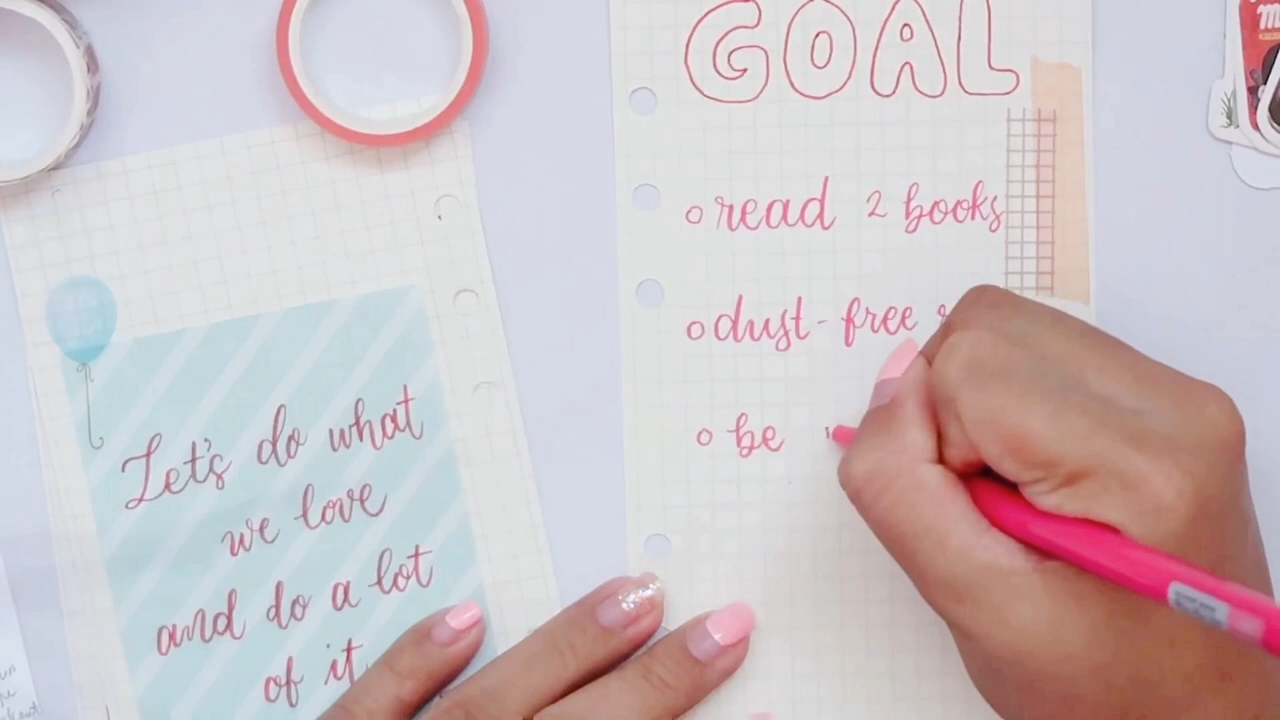 Let's do what
we love
and do a lot
of it
GOAL
read 2 books
dust-free
be